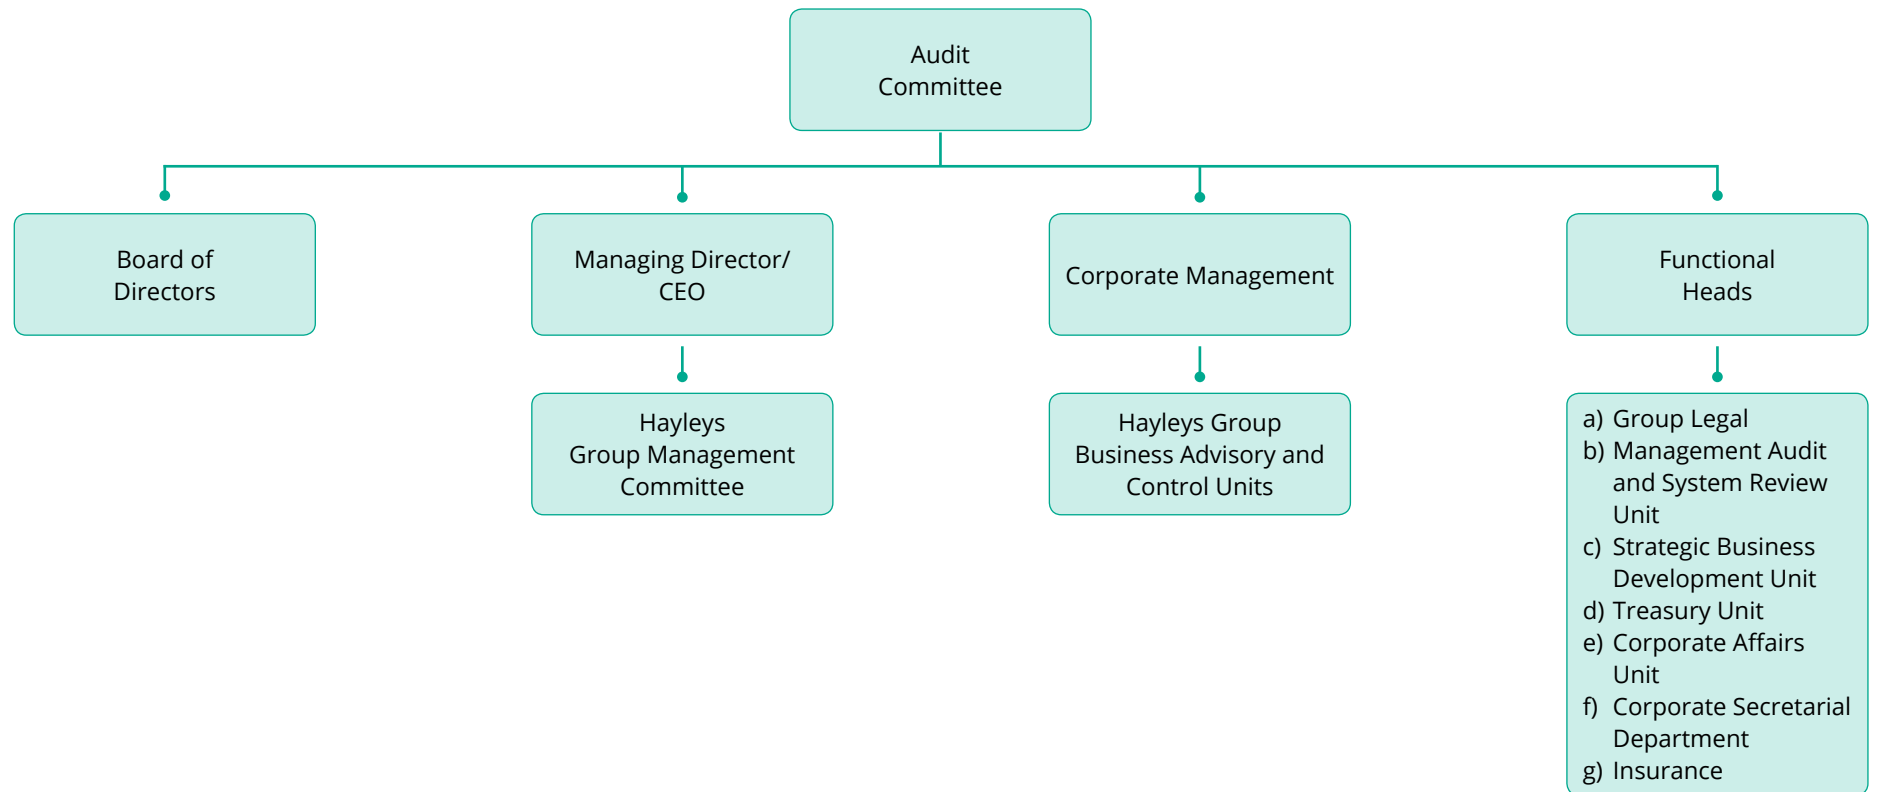 Audit
Committee
Board of
Directors
Managing Director/
CEO
Corporate Management
Functional
Heads
Hayleys
Group Management
Committee
Hayleys Group
Business Advisory and
Control Units
a) Group Legal
b) Management Audit
and System Review
Unit
c) Strategic Business
Development Unit
d) Treasury Unit
e) Corporate Affairs
Unit
f) Corporate Secretarial
Department
g) Insurance